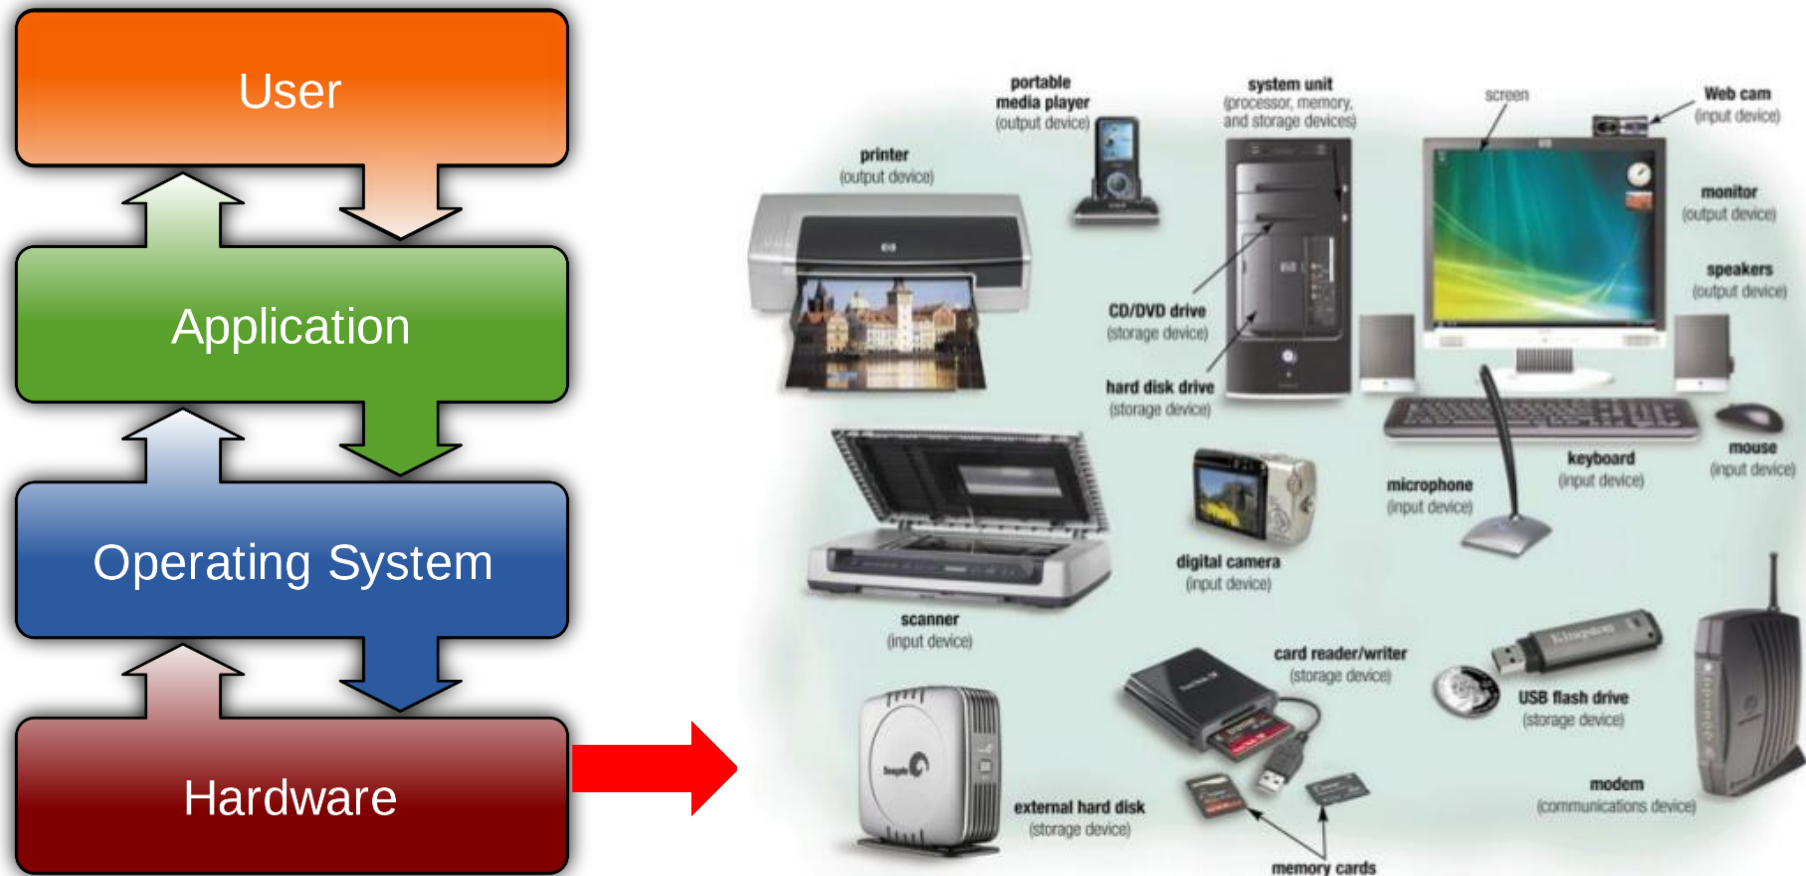 User
Application
Operating System
Hardware
portable
media player
(output device)
system unit
(processor, memory,
and storage devices)
screen
Web cam
(input device)
printer
(output device)
monitor
(output device)
speakers
(output device)
CD/DVD drive
(storage device)
hard disk drive
(storage device)
keyboard
(input device)
mouse
(input device)
microphone
(input device)
digital camera
(input device)
scanner
(input device)
card reader/writer
(storage device)
Kingston
USB flash drive
(storage device)
Seagate
external hard disk
(storage device)
modem
(communications device)
memory cards